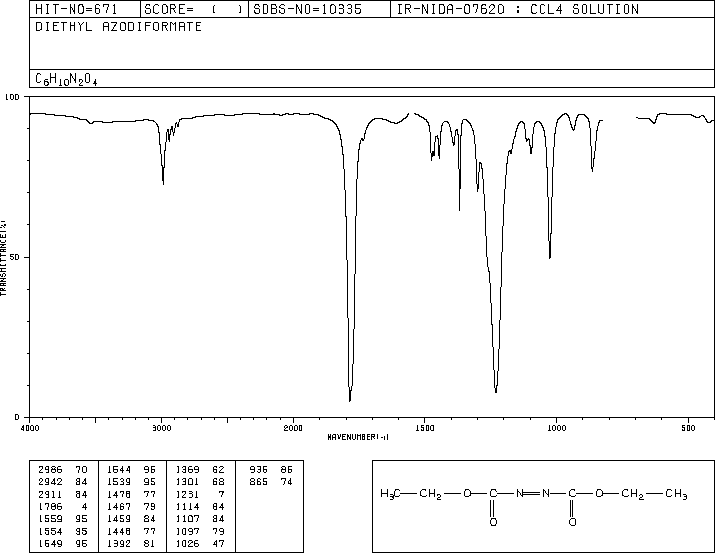 HIT-NO=671 SCORE= ( ) SDBS-NO=10335 IR-NIDA-07620 : CCL4 SOLUTION
DIETHYL AZODIFORMATE
C6H10N2O4
100
50
0
TRANSMITTANCE(%)
4000 3000 2000 1500 1000 500
WAVENUMBER(-1)
2986 70 1544 96 1369 62 936 86
2942 84 1539 95 1301 68 865 74
2911 84 1478 77 1231 7
1786 4 1467 79 1114 84
1559 95 1459 84 1107 84
1554 95 1448 77 1097 79
1549 96 1392 81 1026 47
H3C CH2 O C N N C O CH2 CH3
O O